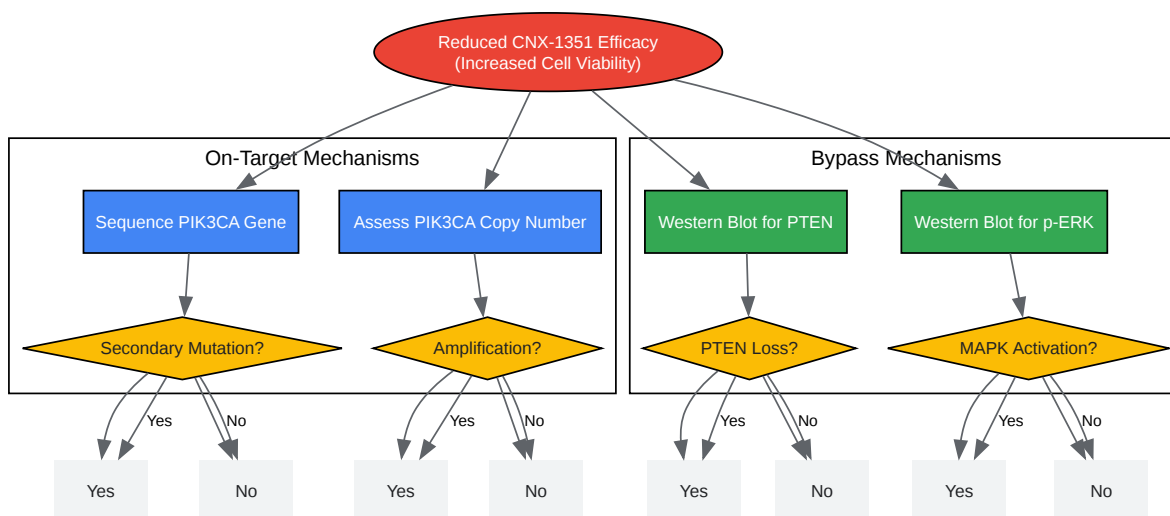 Reduced CNX-1351 Efficacy
(Increased Cell Viability)
On-Target Mechanisms
Bypass Mechanisms
Sequence PIK3CA Gene
Assess PIK3CA Copy Number
Western Blot for PTEN
Western Blot for p-ERK
Secondary Mutation?
Amplification?
PTEN Loss?
MAPK Activation?
Yes
No
Yes
No
Yes
No
Yes
No
Yes
No
Yes
No
Yes
No
Yes
No